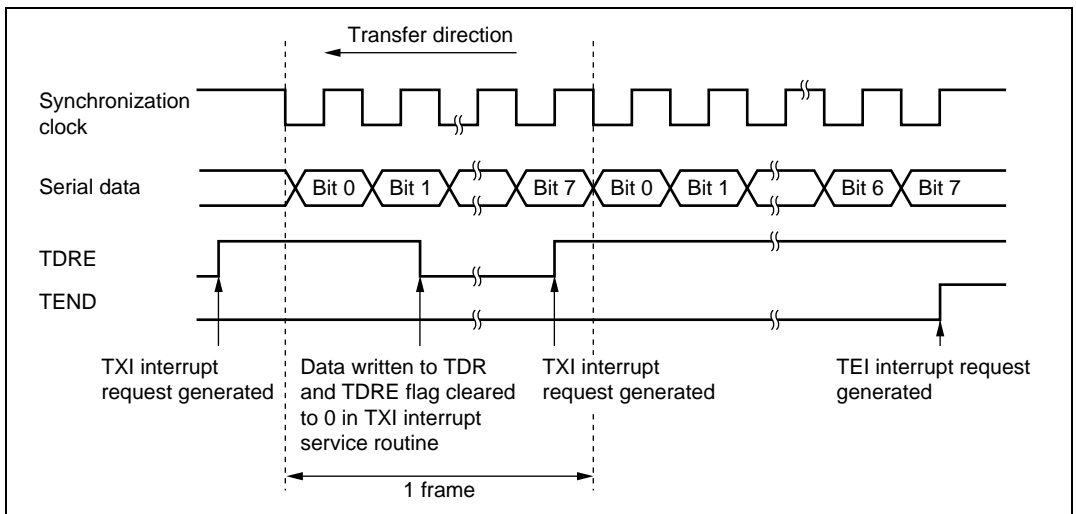 Transfer direction
Synchronization
clock
Serial data
Bit 0
Bit 1
Bit 7
Bit 0
Bit 1
Bit 6
Bit 7
TDRE
TEND
TXI interrupt
request generated
Data written to TDR
and TDRE flag cleared
to 0 in TXI interrupt
service routine
TXI interrupt
request generated
TEI interrupt request
generated
1 frame